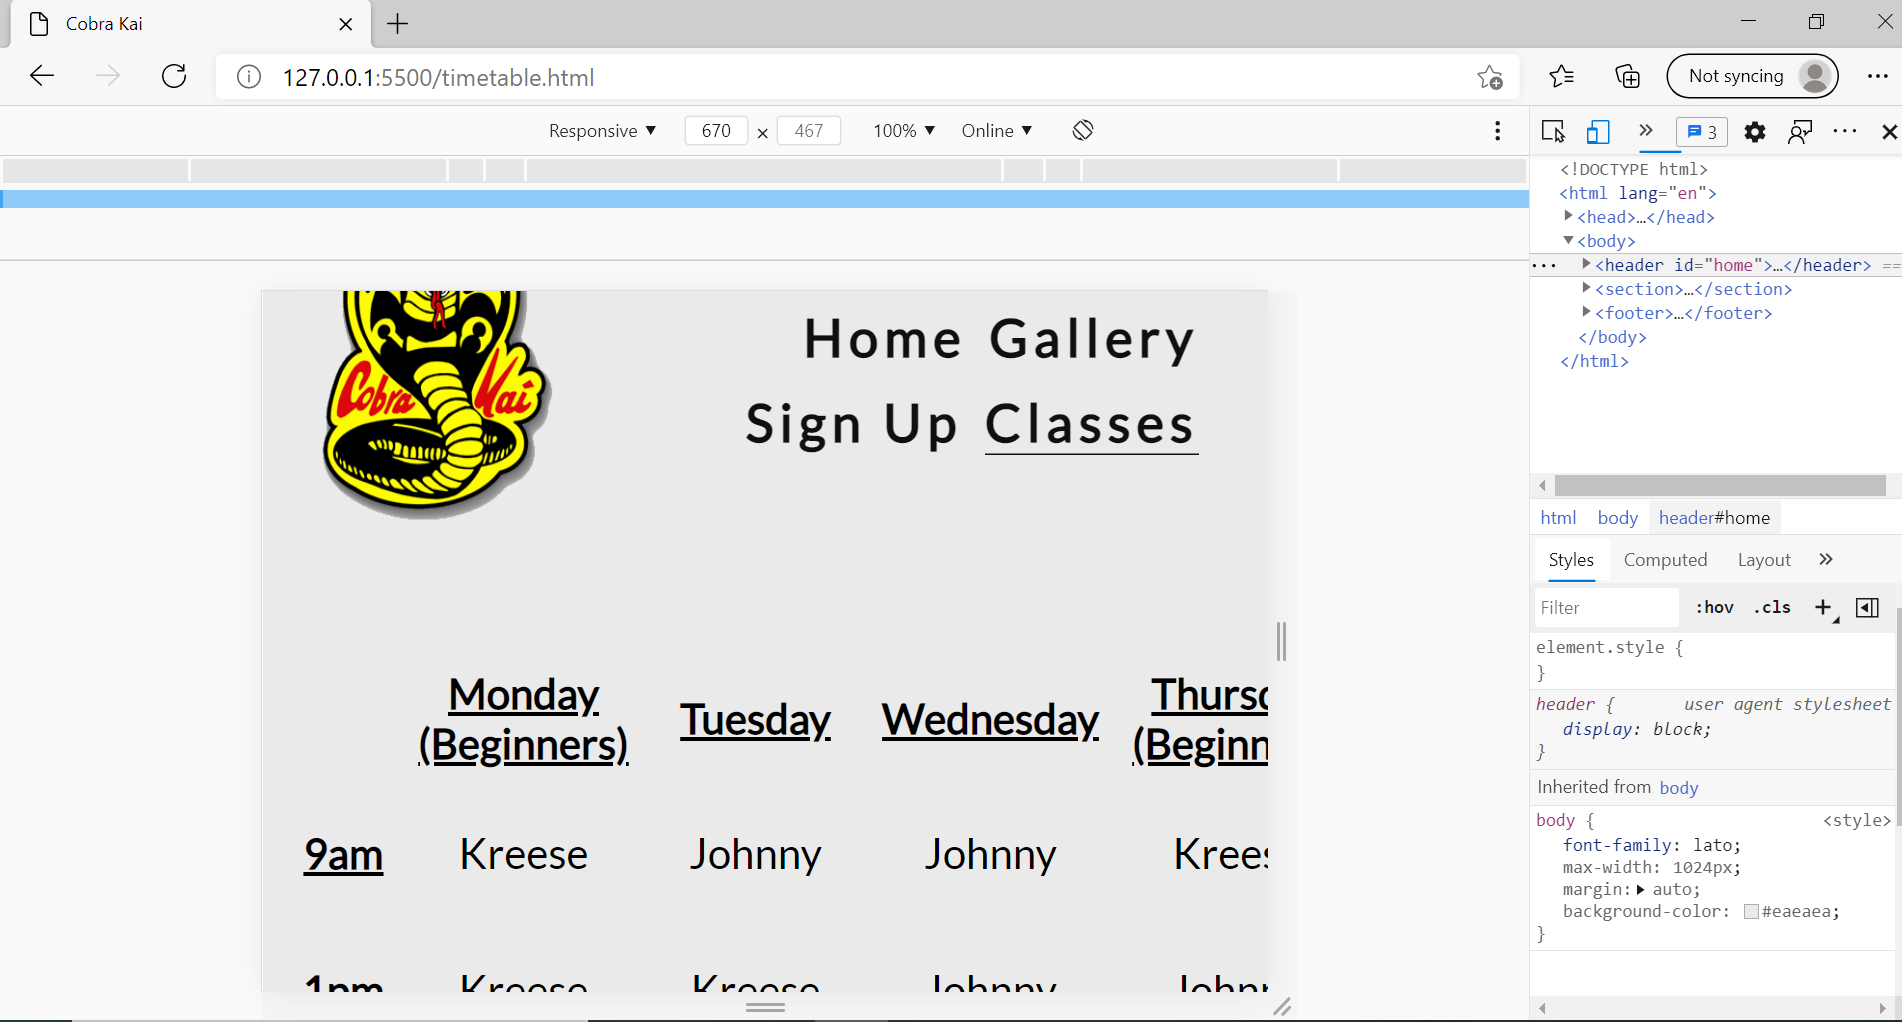 Cobra Kai
127.0.0.1:5500/timetable.html
Not syncing
Responsive ▼ 670 × 467 100% ▼ Online ▼
3
<!DOCTYPE html>
<html lang="en">
<head>…</head>
<body>
<header id="home">…</header> ==
<section>…</section>
<footer>…</footer>
</body>
</html>
html body header#home
Styles Computed Layout
Filter :hov .cls
element.style {
}
header { user agent stylesheet
display: block;
}
Inherited from body
body { <style>
font-family: lato;
max-width: 1024px;
margin: auto;
background-color: #eaeaea;
}
Cobra Kai
Home Gallery
Sign Up Classes
Monday
(Beginners)
Tuesday
Wednesday
Thursd
(Beginn
9am Kreese Johnny Johnny Krees
1pm Kreese Kreese Johnny Johnn